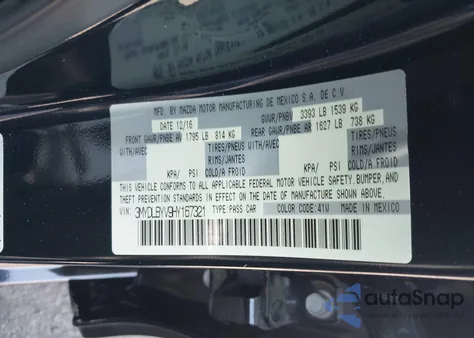 MFD. BY MAZDA MOTOR MANUFACTURING DE MEXICO S.A. DE C.V.
DATE 12/16 GVWR/PNBV 3393 LB 1539 KG
FRONT GAWR/PNBE AV 1795 LB 814 KG REAR GAWR/PNBE AR 1627 LB 738 KG
WITH/AVEC TIRES/PNEUS WITH/AVEC TIRES/PNEUS
RIMS/JANTES RIMS/JANTES
KPA/ PSI COLD/A FROID KPA/ PSI COLD/A FROID
THIS VEHICLE CONFORMS TO ALL APPLICABLE FEDERAL MOTOR VEHICLE SAFETY, BUMPER, AND
THEFT PREVENTION STANDARDS IN EFFECT ON THE DATE OF MANUFACTURE SHOWN ABOVE.
VIN: 3MYDLBYV9HY167321
TYPE: PASS CAR COLOR CODE: 41W MADE IN MEXICO
autoSnap